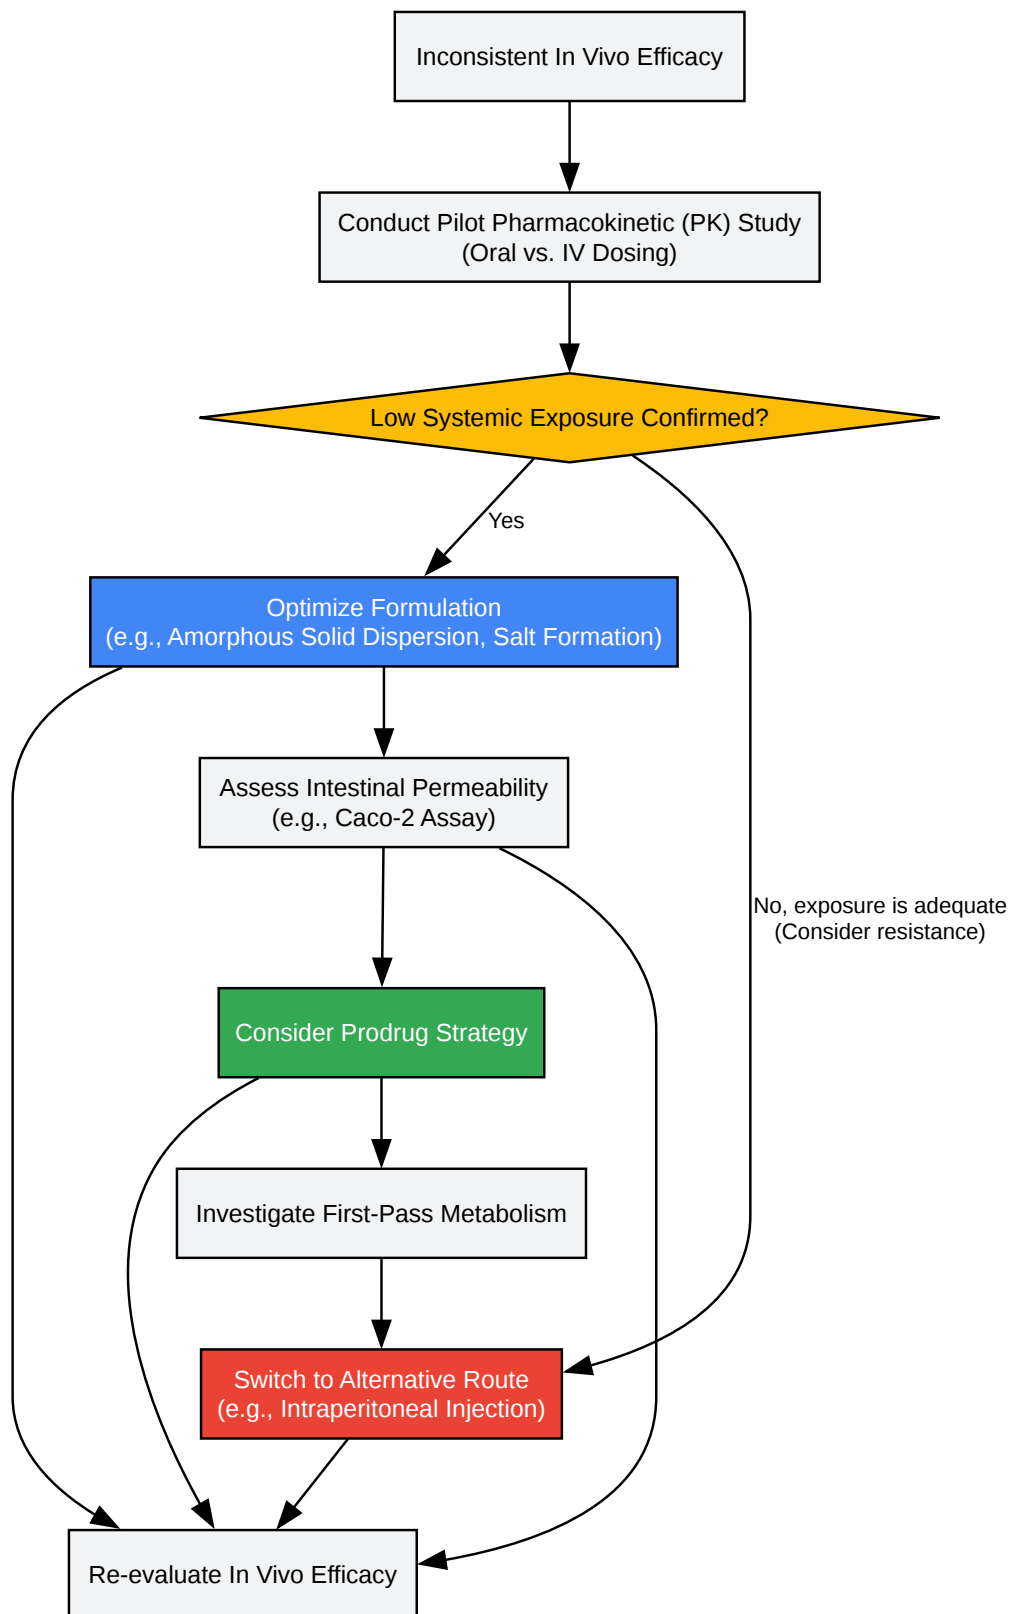 Inconsistent In Vivo Efficacy
Conduct Pilot Pharmacokinetic (PK) Study
(Oral vs. IV Dosing)
Low Systemic Exposure Confirmed?
Yes
Optimize Formulation
(e.g., Amorphous Solid Dispersion, Salt Formation)
Assess Intestinal Permeability
(e.g., Caco-2 Assay)
No, exposure is adequate
(Consider resistance)
Consider Prodrug Strategy
Investigate First-Pass Metabolism
Switch to Alternative Route
(e.g., Intraperitoneal Injection)
Re-evaluate In Vivo Efficacy